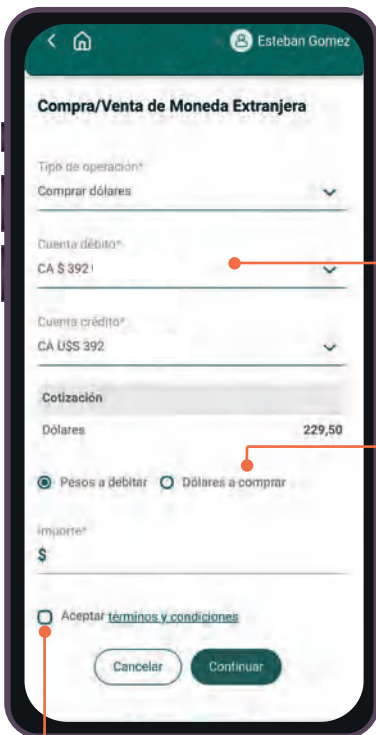 Esteban Gomez
Compra/Venta de Moneda Extranjera
Tipo de operación*
Comprar dólares
Cuenta débito*
CA $ 392
Cuenta crédito*
CA U$S 392
Cotización
Dólares 229,50
Pesos a debitar Dólares a comprar
Importe*
$
Aceptar términos y condiciones
Cancelar Continuar